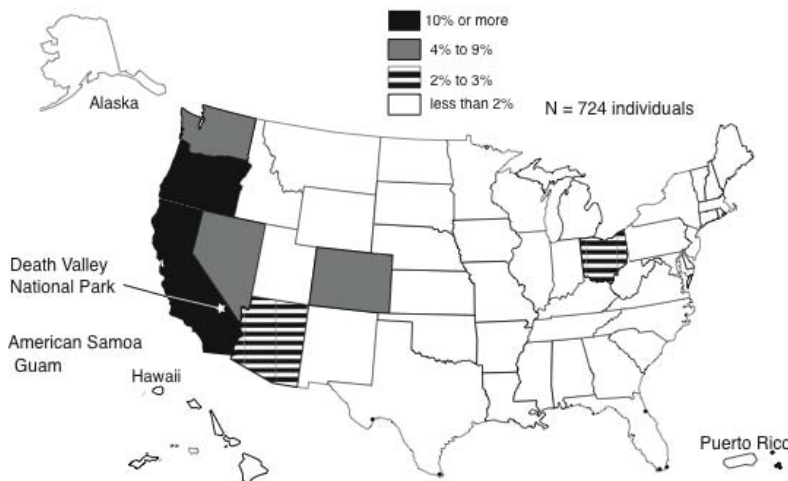 10% or more
4% to 9%
2% to 3%
less than 2%
N = 724 individuals
Alaska
Death Valley
National Park
American Samoa
Guam
Hawaii
Puerto Rico